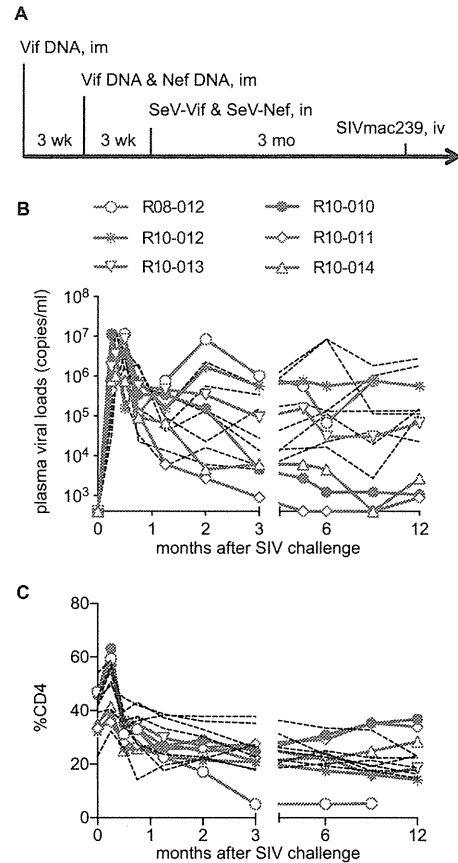 A
Vif DNA, im
Vif DNA & Nef DNA, im
SeV-Vif & SeV-Nef, in
SIVmac239, iv
3 wk
3 wk
3 mo
B
R08-012
R10-010
R10-012
R10-011
R10-013
R10-014
plasma viral loads (copies/ml)
10^8
10^7
10^6
10^5
10^4
10^3
0
1
2
3
6
12
months after SIV challenge
C
%CD4
80
60
40
20
0
0
1
2
3
6
12
months after SIV challenge